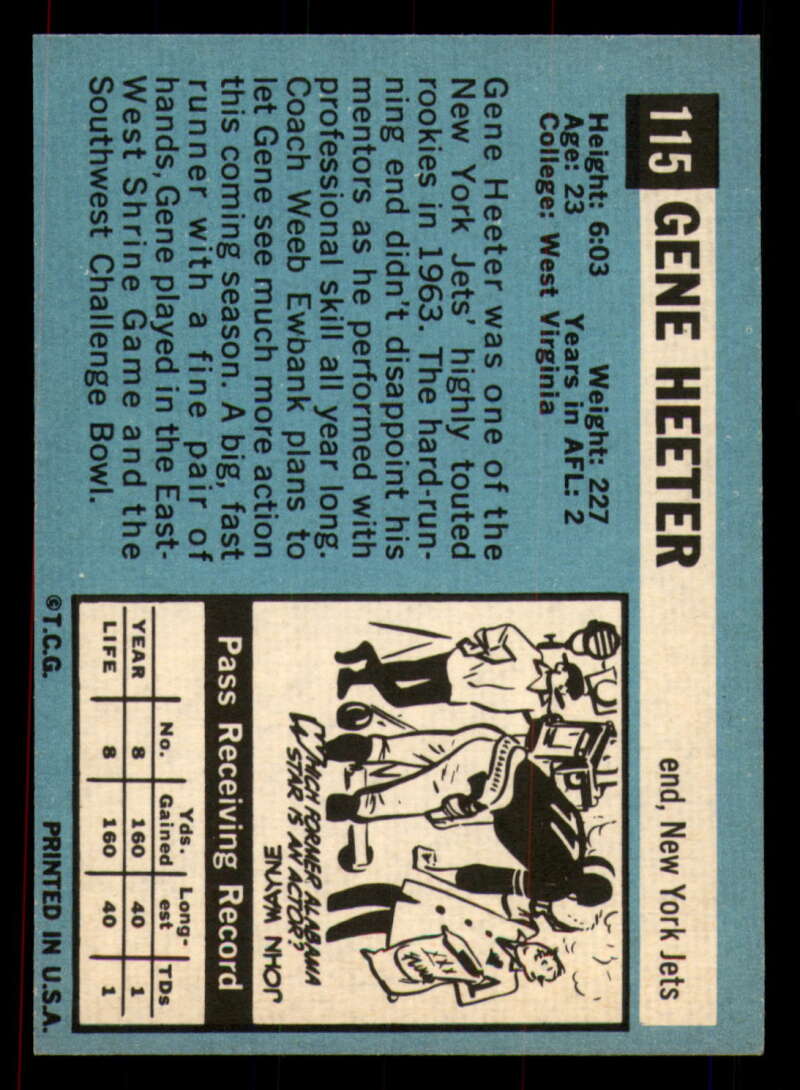 115 GENE HEETER end, New York Jets
Height: 6:03 Weight: 227
Age: 23 Years in AFL: 2
College: West Virginia
Gene Heeter was one of the
New York Jets' highly touted
rookies in 1963. The hard-run-
ning end didn't disappoint his
mentors as he performed with
professional skill all year long.
Coach Weeb Ewbank plans to
let Gene see much more action
this coming season. A big, fast
runner with a fine pair of
hands, Gene played in the East-
West Shrine Game and the
Southwest Challenge Bowl.
WHICH FORMER ALABAMA
STAR IS AN ACTOR?
JOHN WAYNE
Pass Receiving Record
No. Yds. Gained Long-est TDs
YEAR 8 160 40 1
LIFE 8 160 40 1
©T.C.G. PRINTED IN U.S.A.